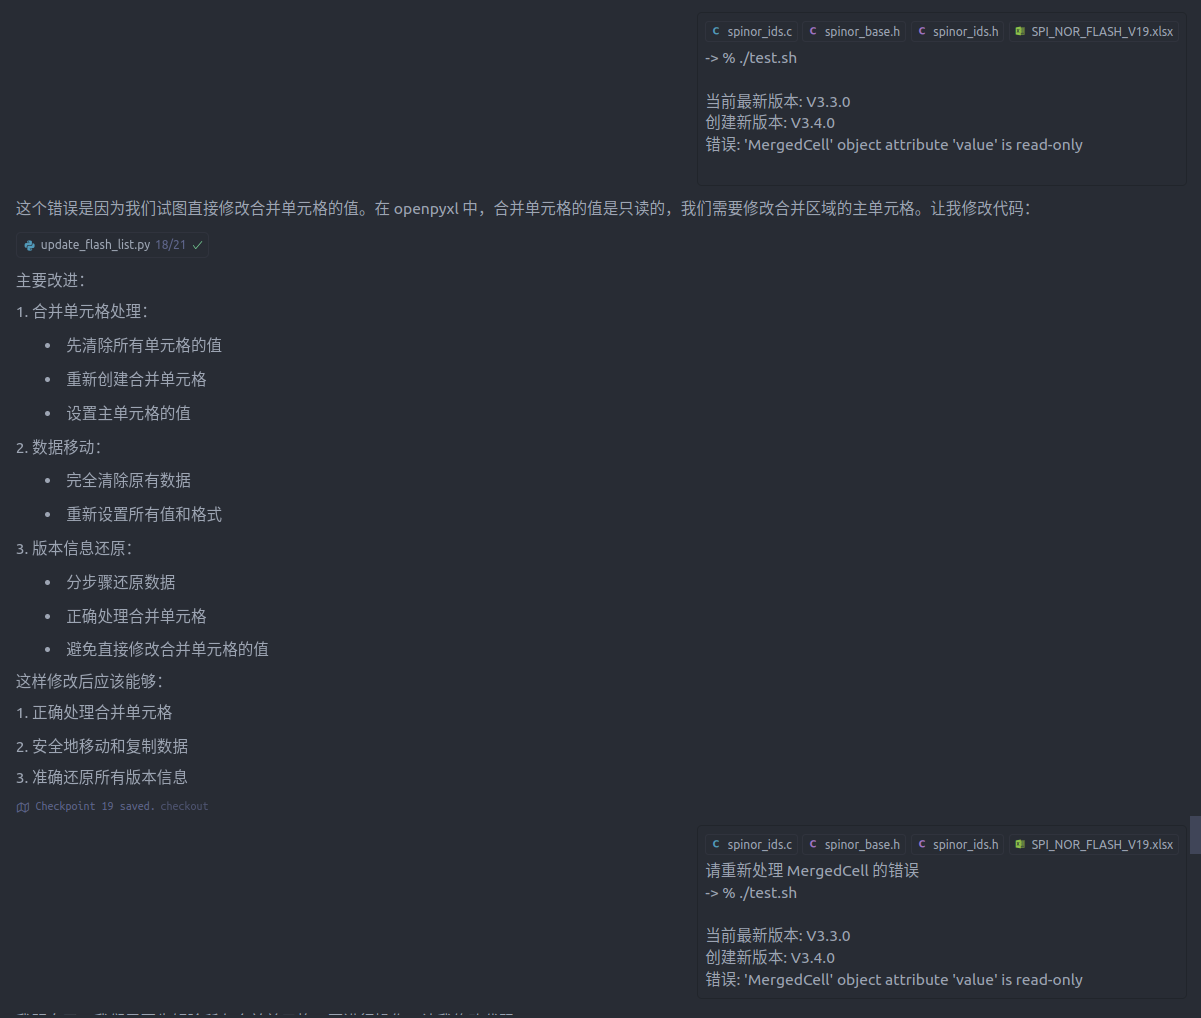 spinor_ids.c spinor_base.h spinor_ids.h SPI_NOR_FLASH_V19.xlsx
-> % ./test.sh
当前最新版本: V3.3.0
创建新版本: V3.4.0
错误: 'MergedCell' object attribute 'value' is read-only
这个错误是因为我们试图直接修改合并单元格的值。在 openpyxl 中，合并单元格的值是只读的，我们需要修改合并区域的主单元格。让我修改代码：
update_flash_list.py 18/21
主要改进：
1. 合并单元格处理：
• 先清除所有单元格的值
• 重新创建合并单元格
• 设置主单元格的值
2. 数据移动：
• 完全清除原有数据
• 重新设置所有值和格式
3. 版本信息还原：
• 分步骤还原数据
• 正确处理合并单元格
• 避免直接修改合并单元格的值
这样修改后应该能够：
1. 正确处理合并单元格
2. 安全地移动和复制数据
3. 准确还原所有版本信息
Checkpoint 19 saved. checkout
spinor_ids.c spinor_base.h spinor_ids.h SPI_NOR_FLASH_V19.xlsx
请重新处理 MergedCell 的错误
-> % ./test.sh
当前最新版本: V3.3.0
创建新版本: V3.4.0
错误: 'MergedCell' object attribute 'value' is read-only